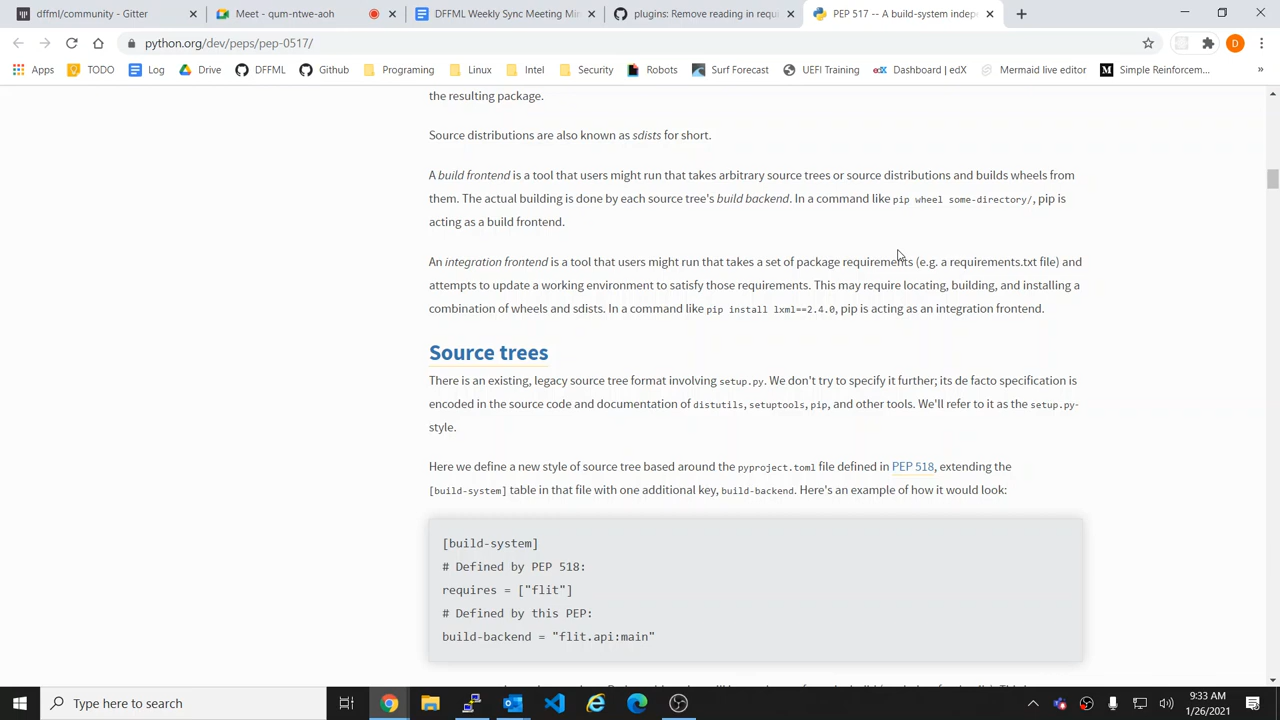 dffml/community - Gitter
Meet - qum-ntwe-aoh
DFFML Weekly Sync Meeting Min
plugins: Remove reading in requ
PEP 517 -- A build-system indep
python.org/dev/peps/pep-0517/
D
Apps
TODO
Log
Drive
DFFML
Github
Programing
Linux
Intel
Security
Robots
Surf Forecast
UEFI Training
Dashboard | edX
Mermaid live editor
Simple Reinforcem...
the resulting package.
Source distributions are also known as sdists for short.
A build frontend is a tool that users might run that takes arbitrary source trees or source distributions and builds wheels from
them. The actual building is done by each source tree's build backend. In a command like pip wheel some-directory/, pip is
acting as a build frontend.
An integration frontend is a tool that users might run that takes a set of package requirements (e.g. a requirements.txt file) and
attempts to update a working environment to satisfy those requirements. This may require locating, building, and installing a
combination of wheels and sdists. In a command like pip install lxml==2.4.0, pip is acting as an integration frontend.
Source trees
There is an existing, legacy source tree format involving setup.py. We don't try to specify it further; its de facto specification is
encoded in the source code and documentation of distutils, setuptools, pip, and other tools. We'll refer to it as the setup.py-
style.
Here we define a new style of source tree based around the pyproject.toml file defined in PEP 518, extending the
[build-system] table in that file with one additional key, build-backend. Here's an example of how it would look:
[build-system]
# Defined by PEP 518:
requires = ["flit"]
# Defined by this PEP:
build-backend = "flit.api:main"
Type here to search
9:33 AM
1/26/2021